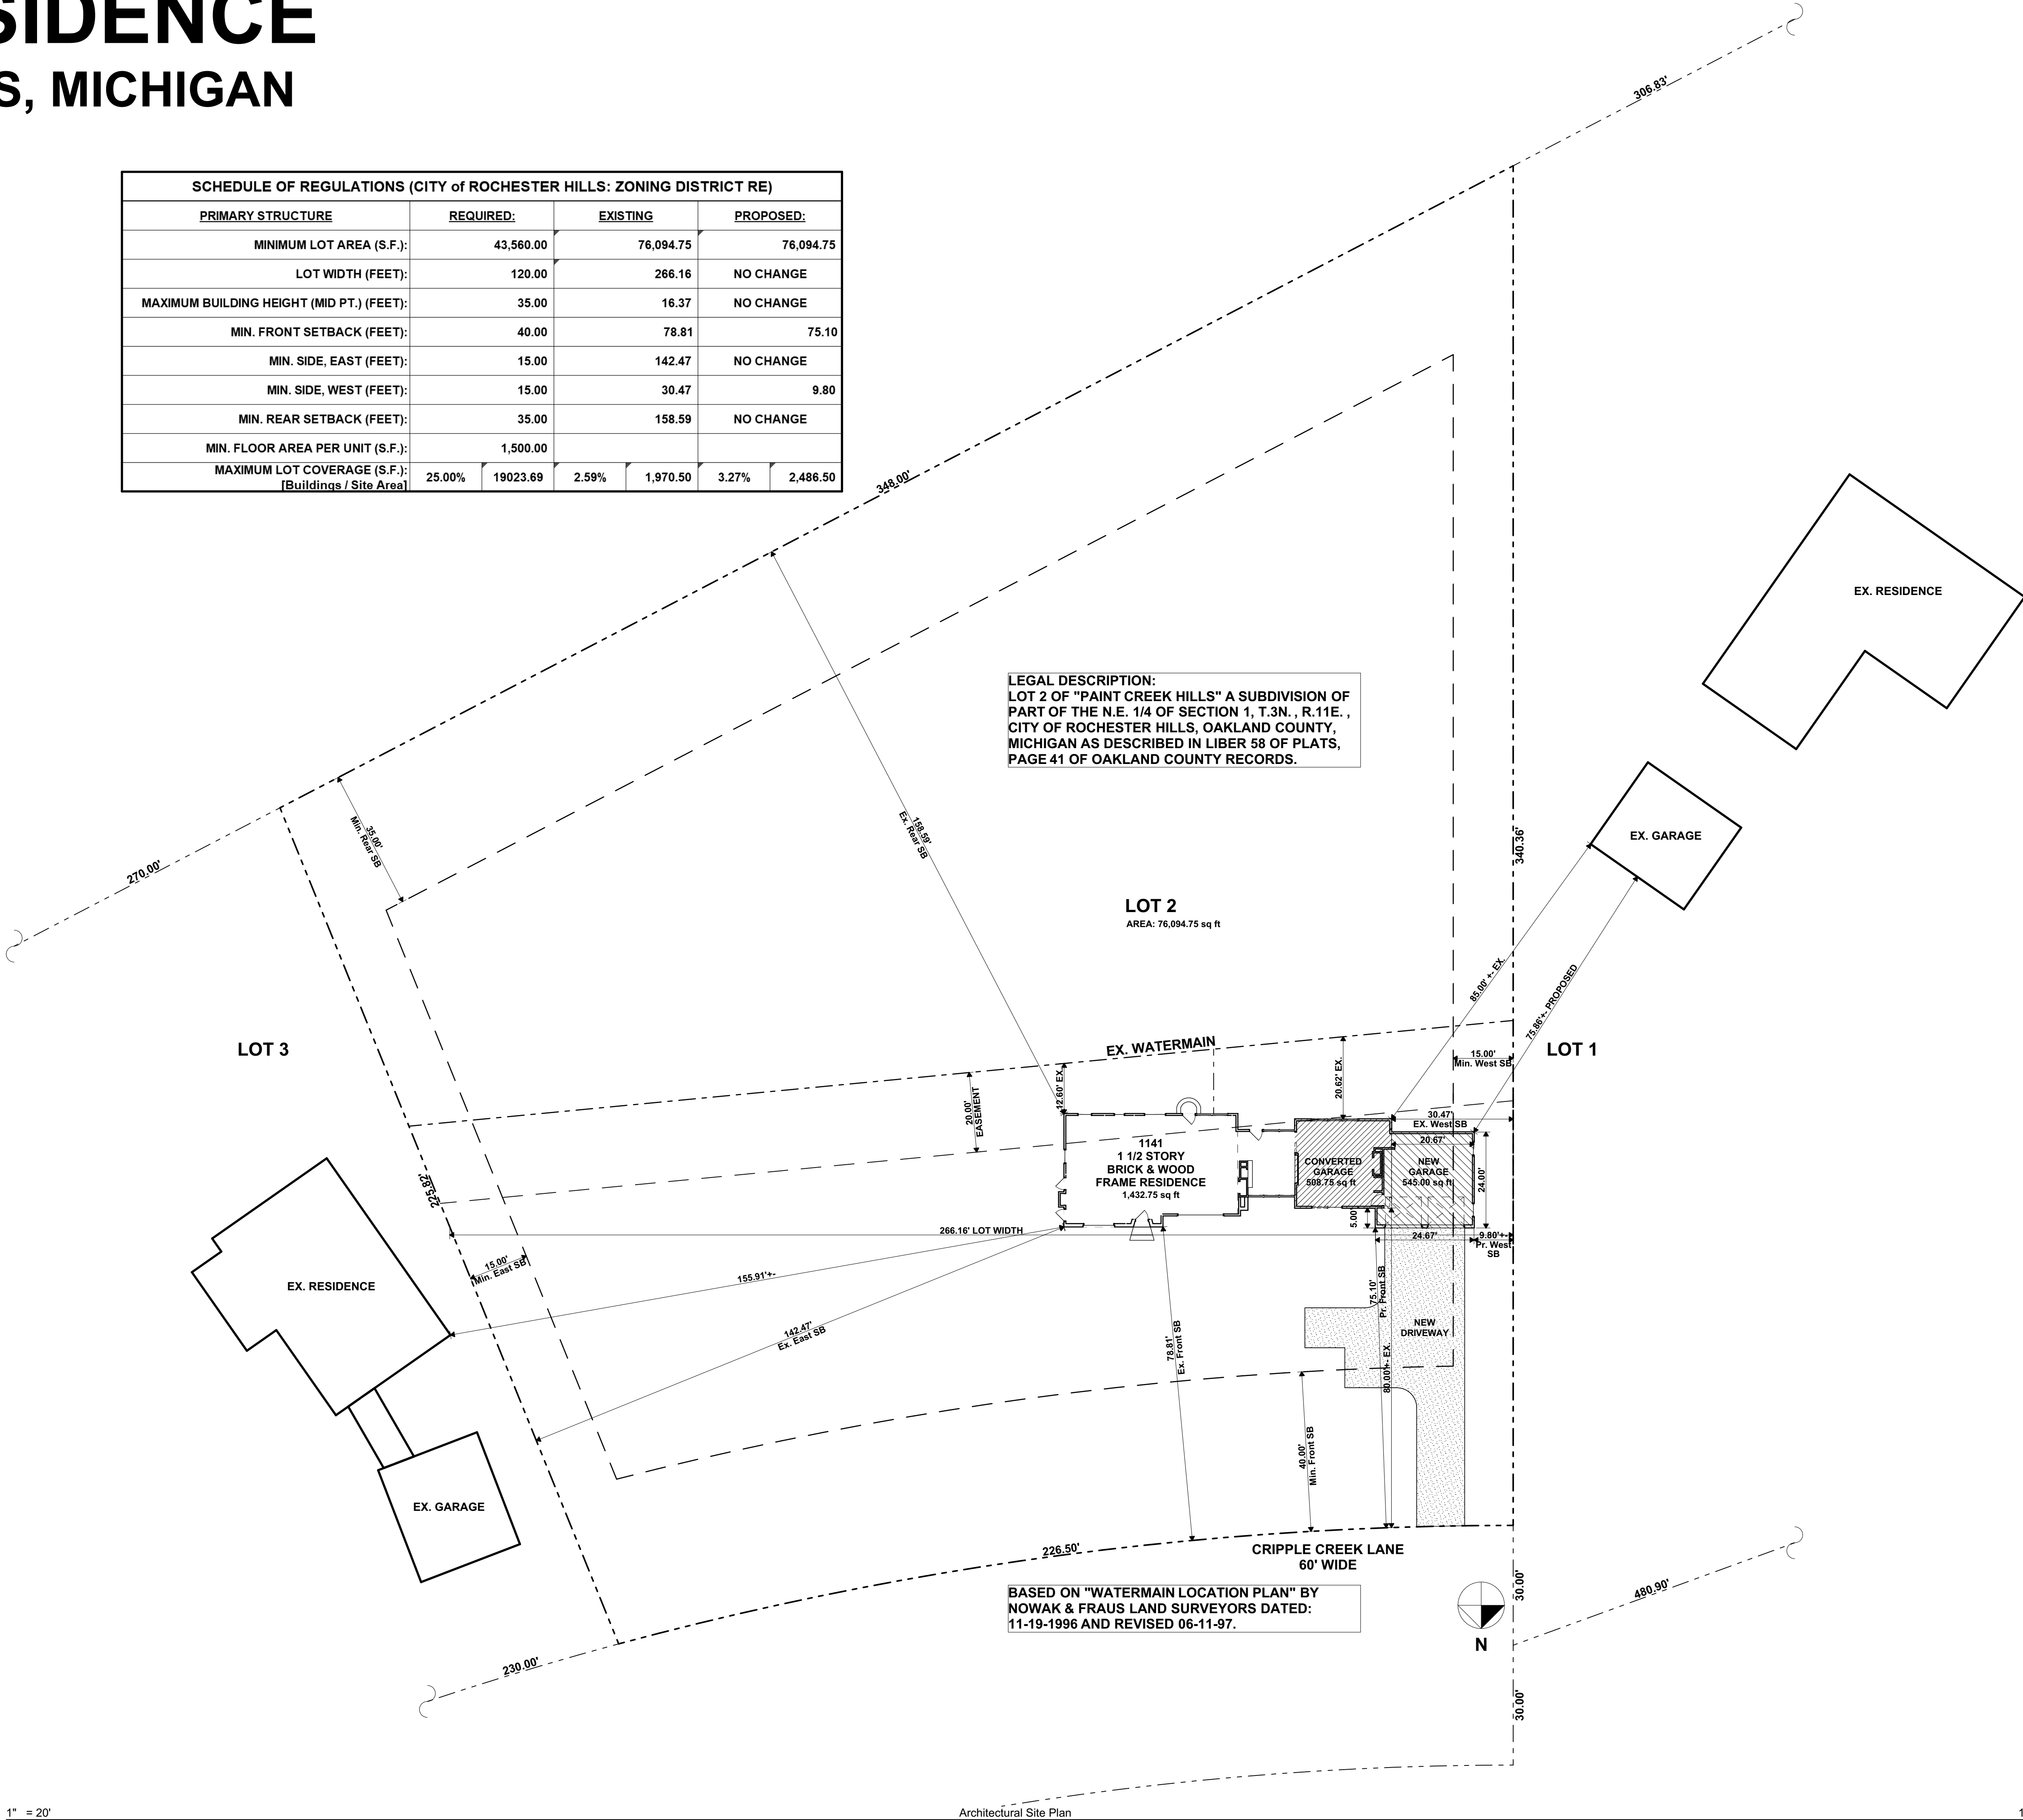 SIDENCE
S, MICHIGAN
SCHEDULE OF REGULATIONS (CITY of ROCHESTER HILLS: ZONING DISTRICT RE)
PRIMARY STRUCTURE REQUIRED: EXISTING PROPOSED:
MINIMUM LOT AREA (S.F.): 43,560.00 76,094.75 76,094.75
LOT WIDTH (FEET): 120.00 266.16 NO CHANGE
MAXIMUM BUILDING HEIGHT (MID PT.) (FEET): 35.00 16.37 NO CHANGE
MIN. FRONT SETBACK (FEET): 40.00 78.81 75.10
MIN. SIDE, EAST (FEET): 15.00 142.47 NO CHANGE
MIN. SIDE, WEST (FEET): 15.00 30.47 9.80
MIN. REAR SETBACK (FEET): 35.00 158.59 NO CHANGE
MIN. FLOOR AREA PER UNIT (S.F.): 1,500.00
MAXIMUM LOT COVERAGE (S.F.):
[Buildings / Site Area] 25.00% 19023.69 2.59% 1,970.50 3.27% 2,486.50
306.83'
348.00'
270.00'
35.00'
Min. Rear SB
158.59'
Ex. Rear SB
LEGAL DESCRIPTION:
LOT 2 OF "PAINT CREEK HILLS" A SUBDIVISION OF
PART OF THE N.E. 1/4 OF SECTION 1, T.3N. , R.11E. ,
CITY OF ROCHESTER HILLS, OAKLAND COUNTY,
MICHIGAN AS DESCRIBED IN LIBER 58 OF PLATS,
PAGE 41 OF OAKLAND COUNTY RECORDS.
EX. RESIDENCE
EX. GARAGE
340.36'
LOT 2
AREA: 76,094.75 sq ft
85.00' +- EX.
75.86'+- PROPOSED
LOT 3
LOT 1
EX. WATERMAIN
15.00'
Min. West SB
20.00'
EASEMENT
12.60' EX.
20.62' EX.
30.47'
EX. West SB
20.67'
1141
1 1/2 STORY
BRICK & WOOD
FRAME RESIDENCE
1,432.75 sq ft
CONVERTED
GARAGE
508.75 sq ft
NEW
GARAGE
545.00 sq ft
24.00'
5.00'
24.67'
9.80'+-
Pr. West
SB
225.82'
266.16' LOT WIDTH
15.00'
Min. East SB
155.91'+-
142.47'
Ex. East SB
78.81'
Ex. Front SB
75.10'
Pr. Front SB
80.00'+- EX.
NEW
DRIVEWAY
40.00'
Min. Front SB
EX. RESIDENCE
EX. GARAGE
226.50'
CRIPPLE CREEK LANE
60' WIDE
BASED ON "WATERMAIN LOCATION PLAN" BY
NOWAK & FRAUS LAND SURVEYORS DATED:
11-19-1996 AND REVISED 06-11-97.
N
30.00'
480.90'
230.00'
30.00'
1" = 20'
Architectural Site Plan
1